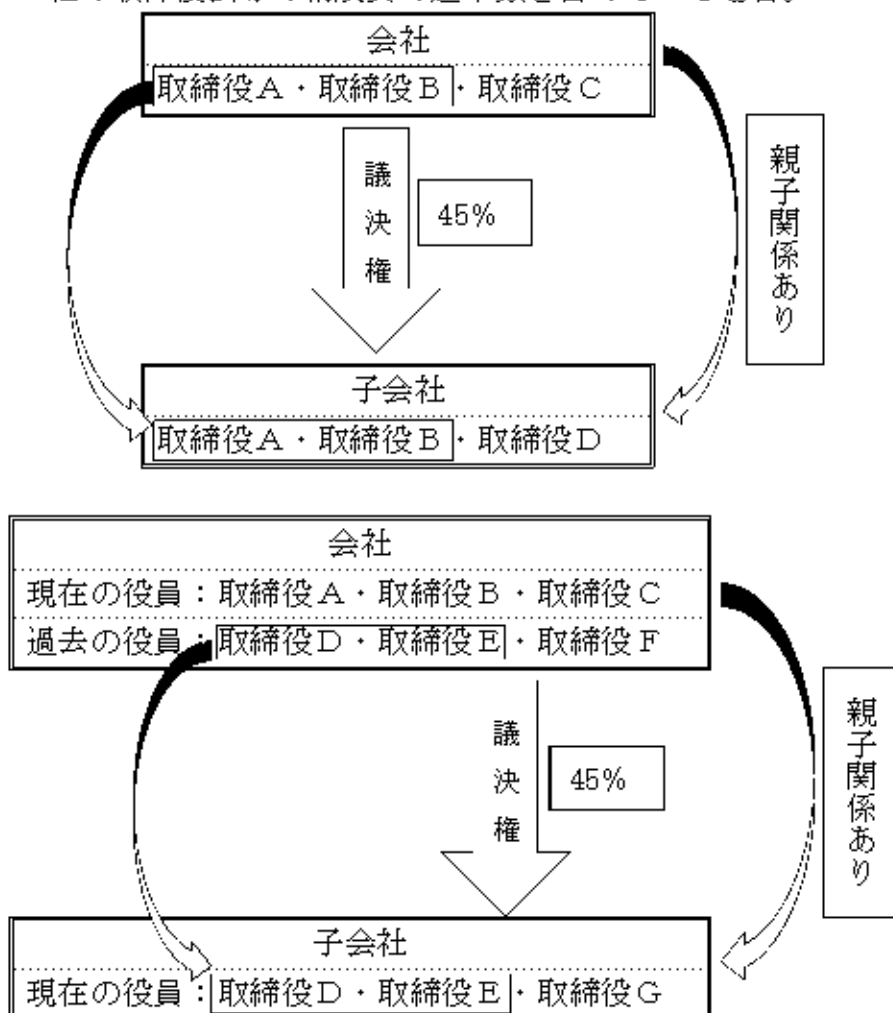 会社
取締役A・取締役B・取締役C
議決権
45%
親子関係あり
子会社
取締役A・取締役B・取締役D
会社
現在の役員：取締役A・取締役B・取締役C
過去の役員：取締役D・取締役E・取締役F
議決権
45%
親子関係あり
子会社
現在の役員：取締役D・取締役E・取締役G